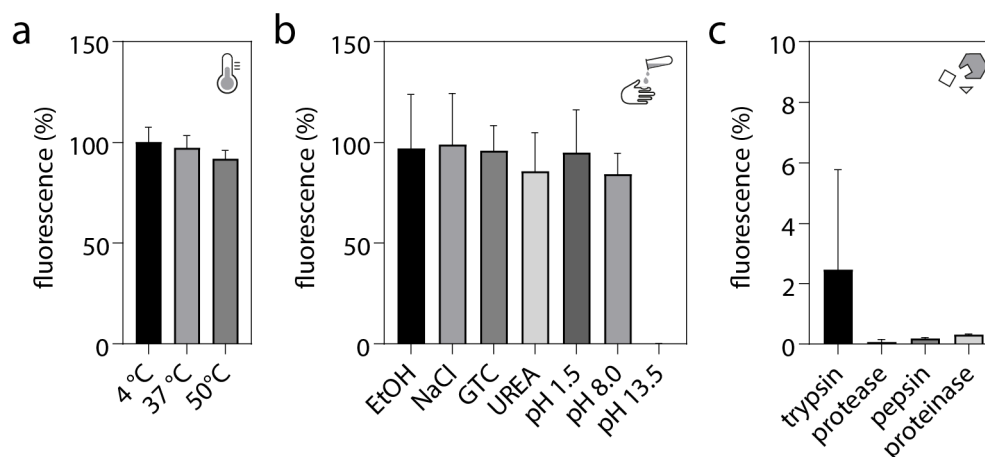 a
fluorescence (%)
150
100
50
0
4 °C
37 °C
50°C
b
fluorescence (%)
150
100
50
0
EtOH
NaCl
GTC
UREA
pH 1.5
pH 8.0
pH 13.5
c
fluorescence (%)
10
8
6
4
2
0
trypsin
protease
pepsin
proteinase